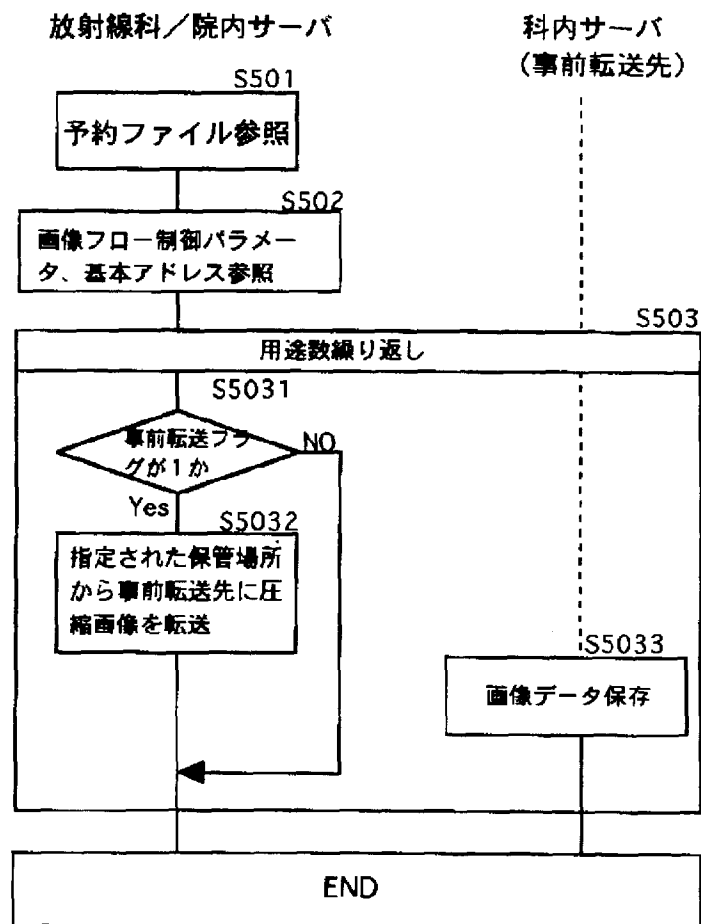 放射線科／院内サーバ
科内サーバ
（事前転送先）
S501
予約ファイル参照
S502
画像フロー制御パラメー
タ、基本アドレス参照
S503
用途数繰り返し
S5031
事前転送フラ
グが１か
NO
Yes
S5032
指定された保管場所
から事前転送先に圧
縮画像を転送
S5033
画像データ保存
END